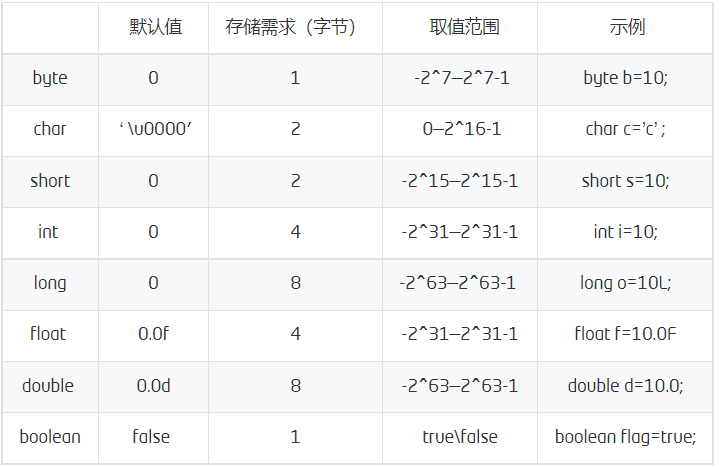 默认值 存储需求（字节） 取值范围 示例
byte 0 1 -2^7—2^7-1 byte b=10;
char ‘\u0000′ 2 0—2^16-1 char c=’c’;
short 0 2 -2^15—2^15-1 short s=10;
int 0 4 -2^31—2^31-1 int i=10;
long 0 8 -2^63—2^63-1 long o=10L;
float 0.0f 4 -2^31—2^31-1 float f=10.0F
double 0.0d 8 -2^63—2^63-1 double d=10.0;
boolean false 1 true\false boolean flag=true;